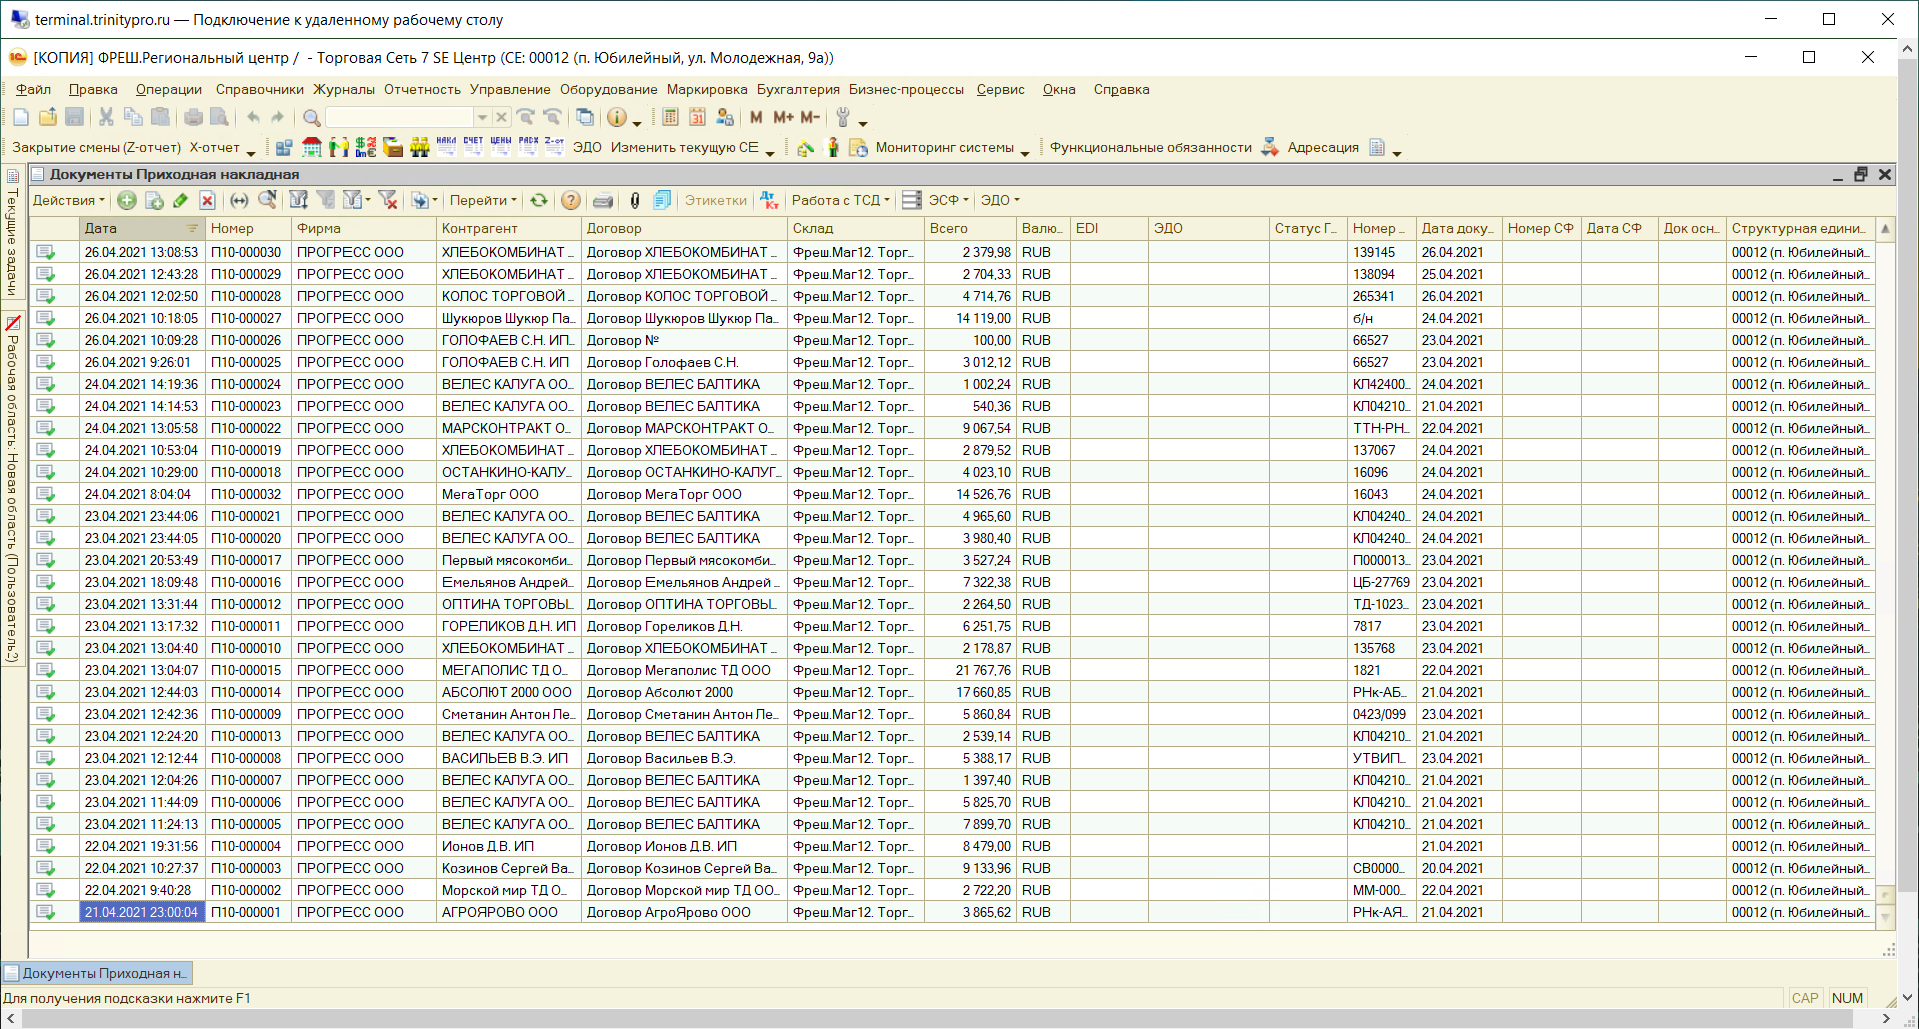 terminal.trinitypro.ru — Подключение к удаленному рабочему столу
[КОПИЯ] ФРЕШ.Региональный центр / - Торговая Сеть 7 SE Центр (СЕ: 00012 (п. Юбилейный, ул. Молодежная, 9а))
Файл Правка Операции Справочники Журналы Отчетность Управление Оборудование Маркировка Бухгалтерия Бизнес-процессы Сервис Окна Справка
M M+ M-
Закрытие смены (Z-отчет) X-отчет НАКЛ СЧЕТ ЦЕНЫ РАСХ Z-от ЭДО Изменить текущую СЕ Мониторинг системы Функциональные обязанности Адресация
Текущие задачи
Рабочая область: Новая область (Пользователь2)
Документы Приходная накладная
Действия Перейти Этикетки Работа с ТСД ЭСФ ЭДО
Дата Номер Фирма Контрагент Договор Склад Всего Валю... EDI ЭДО Статус Г... Номер ... Дата доку... Номер СФ Дата СФ Док осн... Структурная едини...
26.04.2021 13:08:53 П10-000030 ПРОГРЕСС ООО ХЛЕБОКОМБИНАТ ... Договор ХЛЕБОКОМБИНАТ ... Фреш.Маг12. Торг... 2 379,98 RUB 139145 26.04.2021 00012 (п. Юбилейный...
26.04.2021 12:43:28 П10-000029 ПРОГРЕСС ООО ХЛЕБОКОМБИНАТ ... Договор ХЛЕБОКОМБИНАТ ... Фреш.Маг12. Торг... 2 704,33 RUB 138094 25.04.2021 00012 (п. Юбилейный...
26.04.2021 12:02:50 П10-000028 ПРОГРЕСС ООО КОЛОС ТОРГОВОЙ ... Договор КОЛОС ТОРГОВОЙ ... Фреш.Маг12. Торг... 4 714,76 RUB 265341 26.04.2021 00012 (п. Юбилейный...
26.04.2021 10:18:05 П10-000027 ПРОГРЕСС ООО Шукюров Шукюр Па... Договор Шукюров Шукюр Па... Фреш.Маг12. Торг... 14 119,00 RUB б/н 24.04.2021 00012 (п. Юбилейный...
26.04.2021 10:09:28 П10-000026 ПРОГРЕСС ООО ГОЛОФАЕВ С.Н. ИП... Договор № Фреш.Маг12. Торг... 100,00 RUB 66527 23.04.2021 00012 (п. Юбилейный...
26.04.2021 9:26:01 П10-000025 ПРОГРЕСС ООО ГОЛОФАЕВ С.Н. ИП Договор Голофаев С.Н. Фреш.Маг12. Торг... 3 012,12 RUB 66527 23.04.2021 00012 (п. Юбилейный...
24.04.2021 14:19:36 П10-000024 ПРОГРЕСС ООО ВЕЛЕС КАЛУГА ОО... Договор ВЕЛЕС БАЛТИКА Фреш.Маг12. Торг... 1 002,24 RUB КЛ42400... 24.04.2021 00012 (п. Юбилейный...
24.04.2021 14:14:53 П10-000023 ПРОГРЕСС ООО ВЕЛЕС КАЛУГА ОО... Договор ВЕЛЕС БАЛТИКА Фреш.Маг12. Торг... 540,36 RUB КЛ04210... 21.04.2021 00012 (п. Юбилейный...
24.04.2021 13:05:58 П10-000022 ПРОГРЕСС ООО МАРСКОНТРАКТ О... Договор МАРСКОНТРАКТ О... Фреш.Маг12. Торг... 9 067,54 RUB ТТН-РН... 22.04.2021 00012 (п. Юбилейный...
24.04.2021 10:53:04 П10-000019 ПРОГРЕСС ООО ХЛЕБОКОМБИНАТ ... Договор ХЛЕБОКОМБИНАТ ... Фреш.Маг12. Торг... 2 879,52 RUB 137067 24.04.2021 00012 (п. Юбилейный...
24.04.2021 10:29:00 П10-000018 ПРОГРЕСС ООО ОСТАНКИНО-КАЛУ... Договор ОСТАНКИНО-КАЛУГ... Фреш.Маг12. Торг... 4 023,10 RUB 16096 24.04.2021 00012 (п. Юбилейный...
24.04.2021 8:04:04 П10-000032 ПРОГРЕСС ООО МегаТорг ООО Договор МегаТорг ООО Фреш.Маг12. Торг... 14 526,76 RUB 16043 24.04.2021 00012 (п. Юбилейный...
23.04.2021 23:44:06 П10-000021 ПРОГРЕСС ООО ВЕЛЕС КАЛУГА ОО... Договор ВЕЛЕС БАЛТИКА Фреш.Маг12. Торг... 4 965,60 RUB КЛ04240... 24.04.2021 00012 (п. Юбилейный...
23.04.2021 23:44:05 П10-000020 ПРОГРЕСС ООО ВЕЛЕС КАЛУГА ОО... Договор ВЕЛЕС БАЛТИКА Фреш.Маг12. Торг... 3 980,40 RUB КЛ04240... 24.04.2021 00012 (п. Юбилейный...
23.04.2021 20:53:49 П10-000017 ПРОГРЕСС ООО Первый мясокомби... Договор Первый мясокомби... Фреш.Маг12. Торг... 3 527,24 RUB П000013... 23.04.2021 00012 (п. Юбилейный...
23.04.2021 18:09:48 П10-000016 ПРОГРЕСС ООО Емельянов Андрей... Договор Емельянов Андрей ... Фреш.Маг12. Торг... 7 322,38 RUB ЦБ-27769 23.04.2021 00012 (п. Юбилейный...
23.04.2021 13:31:44 П10-000012 ПРОГРЕСС ООО ОПТИНА ТОРГОВЫ... Договор ОПТИНА ТОРГОВЫ... Фреш.Маг12. Торг... 2 264,50 RUB ТД-1023... 23.04.2021 00012 (п. Юбилейный...
23.04.2021 13:17:32 П10-000011 ПРОГРЕСС ООО ГОРЕЛИКОВ Д.Н. ИП Договор Гореликов Д.Н. Фреш.Маг12. Торг... 6 251,75 RUB 7817 23.04.2021 00012 (п. Юбилейный...
23.04.2021 13:04:40 П10-000010 ПРОГРЕСС ООО ХЛЕБОКОМБИНАТ ... Договор ХЛЕБОКОМБИНАТ ... Фреш.Маг12. Торг... 2 178,87 RUB 135768 23.04.2021 00012 (п. Юбилейный...
23.04.2021 13:04:07 П10-000015 ПРОГРЕСС ООО МЕГАПОЛИС ТД О... Договор Мегаполис ТД ООО Фреш.Маг12. Торг... 21 767,76 RUB 1821 22.04.2021 00012 (п. Юбилейный...
23.04.2021 12:44:03 П10-000014 ПРОГРЕСС ООО АБСОЛЮТ 2000 ООО Договор Абсолют 2000 Фреш.Маг12. Торг... 17 660,85 RUB РНк-АБ... 21.04.2021 00012 (п. Юбилейный...
23.04.2021 12:42:36 П10-000009 ПРОГРЕСС ООО Сметанин Антон Ле... Договор Сметанин Антон Ле... Фреш.Маг12. Торг... 5 860,84 RUB 0423/099 23.04.2021 00012 (п. Юбилейный...
23.04.2021 12:24:20 П10-000013 ПРОГРЕСС ООО ВЕЛЕС КАЛУГА ОО... Договор ВЕЛЕС БАЛТИКА Фреш.Маг12. Торг... 2 539,14 RUB КЛ04210... 21.04.2021 00012 (п. Юбилейный...
23.04.2021 12:12:44 П10-000008 ПРОГРЕСС ООО ВАСИЛЬЕВ В.Э. ИП Договор Васильев В.Э. Фреш.Маг12. Торг... 5 388,17 RUB УТВИП... 23.04.2021 00012 (п. Юбилейный...
23.04.2021 12:04:26 П10-000007 ПРОГРЕСС ООО ВЕЛЕС КАЛУГА ОО... Договор ВЕЛЕС БАЛТИКА Фреш.Маг12. Торг... 1 397,40 RUB КЛ04210... 21.04.2021 00012 (п. Юбилейный...
23.04.2021 11:44:09 П10-000006 ПРОГРЕСС ООО ВЕЛЕС КАЛУГА ОО... Договор ВЕЛЕС БАЛТИКА Фреш.Маг12. Торг... 5 825,70 RUB КЛ04210... 21.04.2021 00012 (п. Юбилейный...
23.04.2021 11:24:13 П10-000005 ПРОГРЕСС ООО ВЕЛЕС КАЛУГА ОО... Договор ВЕЛЕС БАЛТИКА Фреш.Маг12. Торг... 7 899,70 RUB КЛ04210... 21.04.2021 00012 (п. Юбилейный...
22.04.2021 19:31:56 П10-000004 ПРОГРЕСС ООО Ионов Д.В. ИП Договор Ионов Д.В. ИП Фреш.Маг12. Торг... 8 479,00 RUB 21.04.2021 00012 (п. Юбилейный...
22.04.2021 10:27:37 П10-000003 ПРОГРЕСС ООО Козинов Сергей Ва... Договор Козинов Сергей Ва... Фреш.Маг12. Торг... 9 133,96 RUB СВ0000... 20.04.2021 00012 (п. Юбилейный...
22.04.2021 9:40:28 П10-000002 ПРОГРЕСС ООО Морской мир ТД О... Договор Морской мир ТД ОО... Фреш.Маг12. Торг... 2 722,20 RUB ММ-000... 22.04.2021 00012 (п. Юбилейный...
21.04.2021 23:00:04 П10-000001 ПРОГРЕСС ООО АГРОЯРОВО ООО Договор АгроЯрово ООО Фреш.Маг12. Торг... 3 865,62 RUB РНк-АЯ... 21.04.2021 00012 (п. Юбилейный...
Документы Приходная н...
Для получения подсказки нажмите F1 CAP NUM